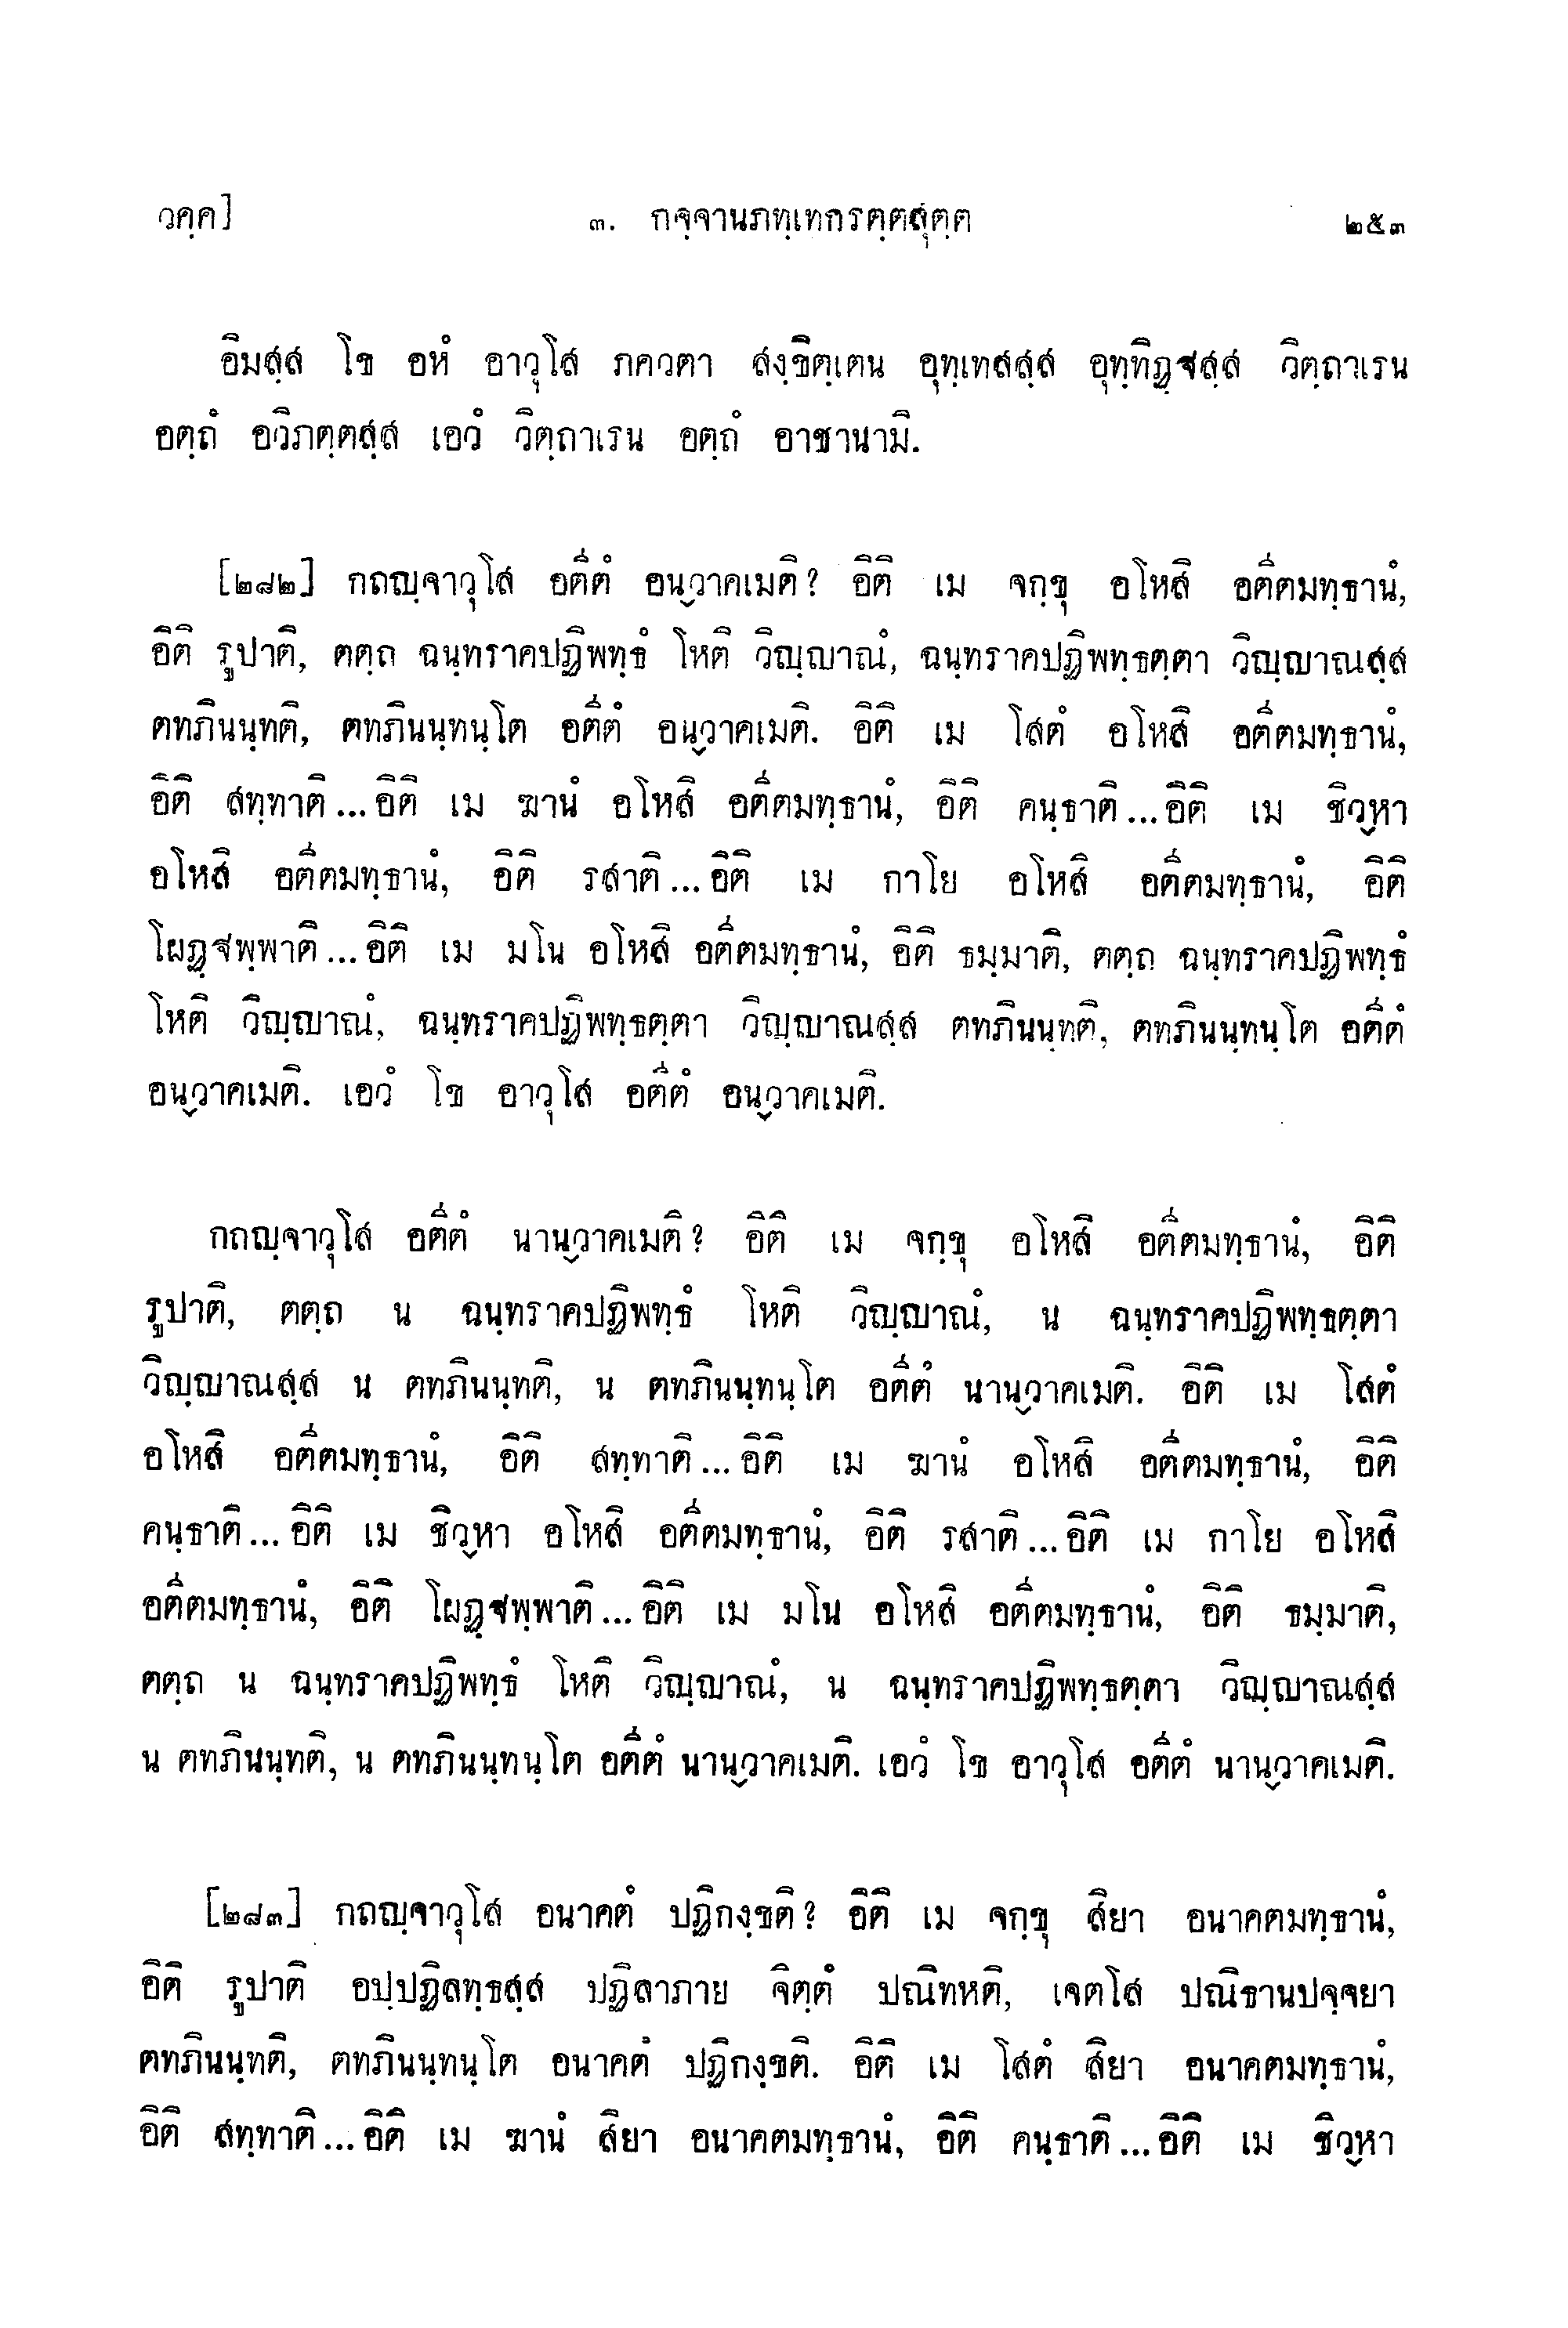 วคฺค]
๓. กจฺจานภทฺเทกรตฺตสุตฺต
๒๕๓
อิมสฺส โข อหํ อาวุโส ภควตา สงฺขิตฺเตน อุทฺเทสสฺส อุทฺทิฏฺฐสฺส วิตฺถาเรน
อตฺถํ อวิภตฺตสฺส เอวํ วิตฺถาเรน อตฺถํ อาชานามิ.
[๒๘๒] กถญฺจาวุโส อตีตํ อนฺวาคเมติ? อิติ เม จกฺขุ อโหสิ อตีตมทฺธานํ,
อิติ รูปาติ, ตตฺถ ฉนฺทราคปฏิพทฺธํ โหติ วิญฺญาณํ, ฉนฺทราคปฏิพทฺธตฺตา วิญฺญาณสฺส
ตทภินนฺทติ, ตทภินนฺทนฺโต อตีตํ อนฺวาคเมติ. อิติ เม โสตํ อโหสิ อตีตมทฺธานํ,
อิติ สทฺทาติ...อิติ เม ฆานํ อโหสิ อตีตมทฺธานํ, อิติ คนฺธาติ...อิติ เม ชิวฺหา
อโหสิ อตีตมทฺธานํ, อิติ รสาติ...อิติ เม กาโย อโหสิ อตีตมทฺธานํ, อิติ
โผฏฺฐพฺพาติ...อิติ เม มโน อโหสิ อตีตมทฺธานํ, อิติ ธมฺมาติ, ตตฺถ ฉนฺทราคปฏิพทฺธํ
โหติ วิญฺญาณํ, ฉนฺทราคปฏิพทฺธตฺตา วิญฺญาณสฺส ตทภินนฺทติ, ตทภินนฺทนฺโต อตีตํ
อนฺวาคเมติ. เอวํ โข อาวุโส อตีตํ อนฺวาคเมติ.
กถญฺจาวุโส อตีตํ นานฺวาคเมติ? อิติ เม จกฺขุ อโหสิ อตีตมทฺธานํ, อิติ
รูปาติ, ตตฺถ น ฉนฺทราคปฏิพทฺธํ โหติ วิญฺญาณํ, น ฉนฺทราคปฏิพทฺธตฺตา
วิญฺญาณสฺส น ตทภินนฺทติ, น ตทภินนฺทนฺโต อตีตํ นานฺวาคเมติ. อิติ เม โสตํ
อโหสิ อตีตมทฺธานํ, อิติ สทฺทาติ...อิติ เม ฆานํ อโหสิ อตีตมทฺธานํ, อิติ
คนฺธาติ...อิติ เม ชิวฺหา อโหสิ อตีตมทฺธานํ, อิติ รสาติ...อิติ เม กาโย อโหสิ
อตีตมทฺธานํ, อิติ โผฏฺฐพฺพาติ...อิติ เม มโน อโหสิ อตีตมทฺธานํ, อิติ ธมฺมาติ,
ตตฺถ น ฉนฺทราคปฏิพทฺธํ โหติ วิญฺญาณํ, น ฉนฺทราคปฏิพทฺธตฺตา วิญฺญาณสฺส
น ตทภินนฺทติ, น ตทภินนฺทนฺโต อตีตํ นานฺวาคเมติ. เอวํ โข อาวุโส อตีตํ นานฺวาคเมติ.
[๒๘๓] กถญฺจาวุโส อนาคตํ ปฏิกงฺขติ? อิติ เม จกฺขุ สิยา อนาคตมทฺธานํ,
อิติ รูปาติ อปฺปฏิลทฺธสฺส ปฏิลาภาย จิตฺตํ ปณิทหติ, เจตโส ปณิธานปจฺจยา
ตทภินนฺทติ, ตทภินนฺทนฺโต อนาคตํ ปฏิกงฺขติ. อิติ เม โสตํ สิยา อนาคตมทฺธานํ,
อิติ สทฺทาติ...อิติ เม ฆานํ สิยา อนาคตมทฺธานํ, อิติ คนฺธาติ...อิติ เม ชิวฺหา